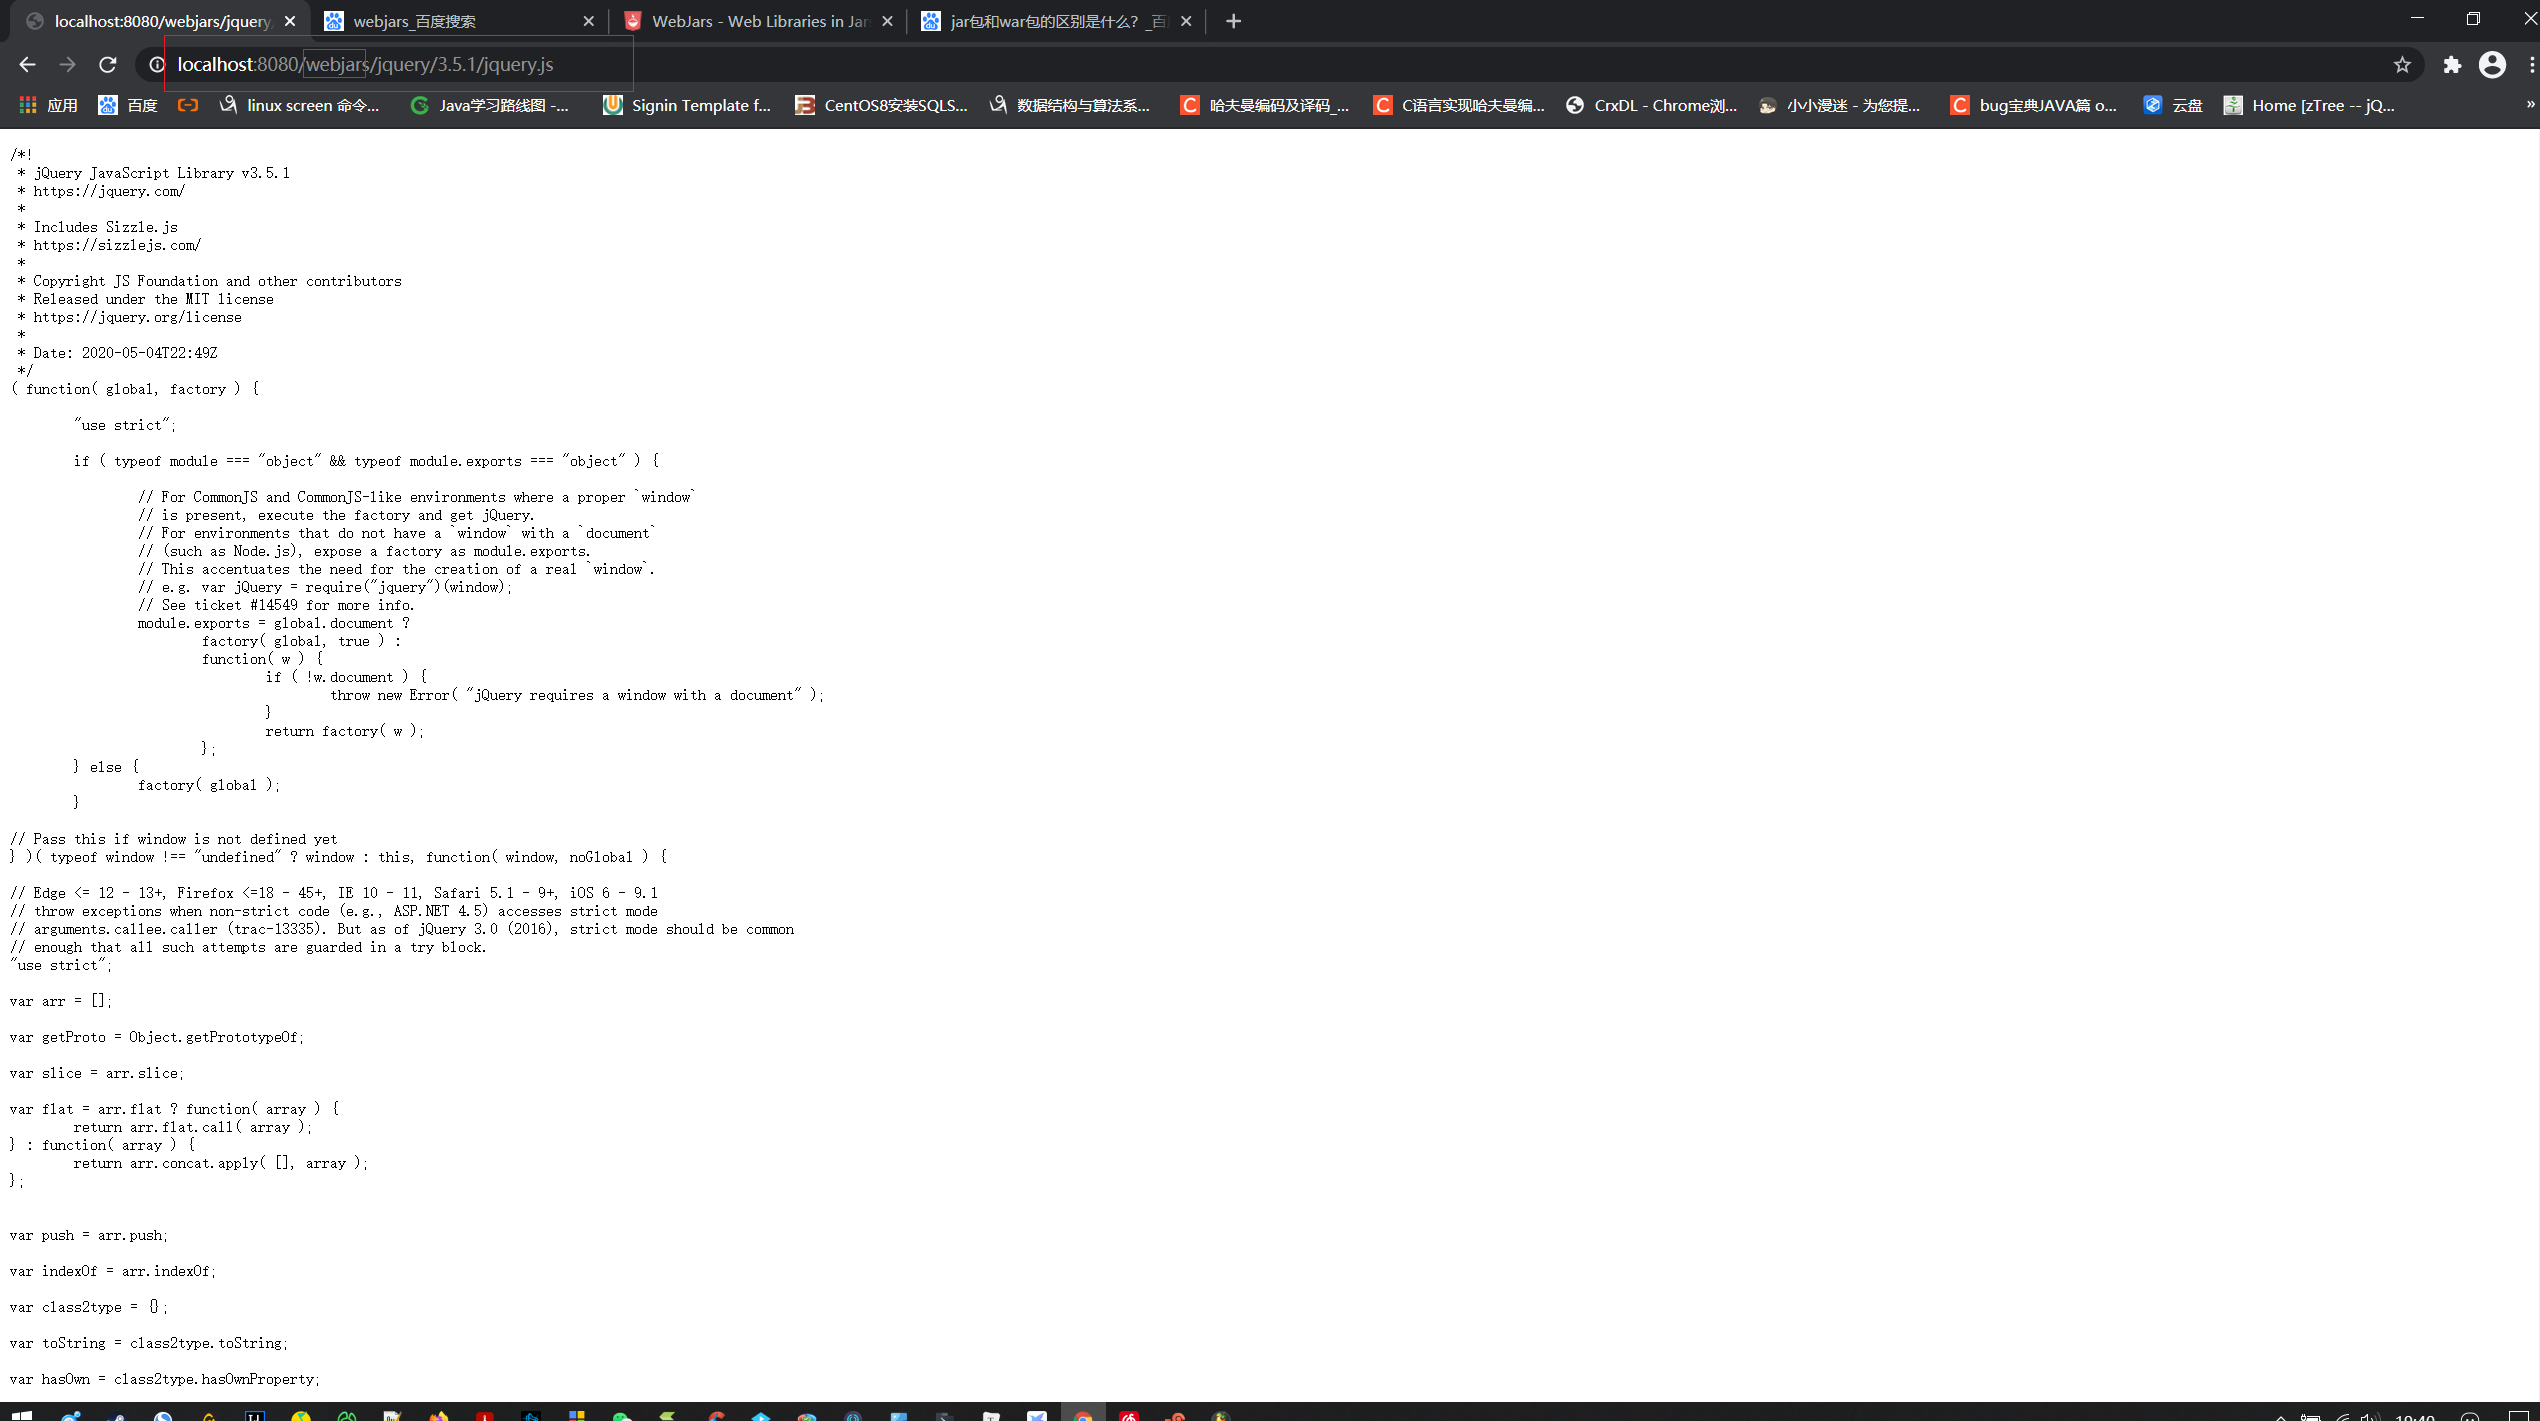 localhost:8080/webjars/jquery
webjars_百度搜索
WebJars - Web Libraries in Jar
jar包和war包的区别是什么? _百
localhost:8080/webjars/jquery/3.5.1/jquery.js
应用
百度
linux screen 命令...
Java学习路线图 -...
Signin Template f...
CentOS8安装SQLS...
数据结构与算法系...
哈夫曼编码及译码_...
C语言实现哈夫曼编...
CrxDL - Chrome浏...
小小漫迷 - 为您提...
bug宝典JAVA篇 o...
云盘
Home [zTree -- jQ...
»
/*!
 * jQuery JavaScript Library v3.5.1
 * https://jquery.com/
 *
 * Includes Sizzle.js
 * https://sizzlejs.com/
 *
 * Copyright JS Foundation and other contributors
 * Released under the MIT license
 * https://jquery.org/license
 *
 * Date: 2020-05-04T22:49Z
 */
( function( global, factory ) {
"use strict";
if ( typeof module === "object" && typeof module.exports === "object" ) {
// For CommonJS and CommonJS-like environments where a proper `window`
// is present, execute the factory and get jQuery.
// For environments that do not have a `window` with a `document`
// (such as Node.js), expose a factory as module.exports.
// This accentuates the need for the creation of a real `window`.
// e.g. var jQuery = require("jquery")(window);
// See ticket #14549 for more info.
module.exports = global.document ?
factory( global, true ) :
function( w ) {
if ( !w.document ) {
throw new Error( "jQuery requires a window with a document" );
}
return factory( w );
};
} else {
factory( global );
}
// Pass this if window is not defined yet
} )( typeof window !== "undefined" ? window : this, function( window, noGlobal ) {
// Edge <= 12 - 13+, Firefox <=18 - 45+, IE 10 - 11, Safari 5.1 - 9+, iOS 6 - 9.1
// throw exceptions when non-strict code (e.g., ASP.NET 4.5) accesses strict mode
// arguments.callee.caller (trac-13335). But as of jQuery 3.0 (2016), strict mode should be common
// enough that all such attempts are guarded in a try block.
"use strict";
var arr = [];
var getProto = Object.getPrototypeOf;
var slice = arr.slice;
var flat = arr.flat ? function( array ) {
return arr.flat.call( array );
} : function( array ) {
return arr.concat.apply( [], array );
};
var push = arr.push;
var indexOf = arr.indexOf;
var class2type = {};
var toString = class2type.toString;
var hasOwn = class2type.hasOwnProperty;